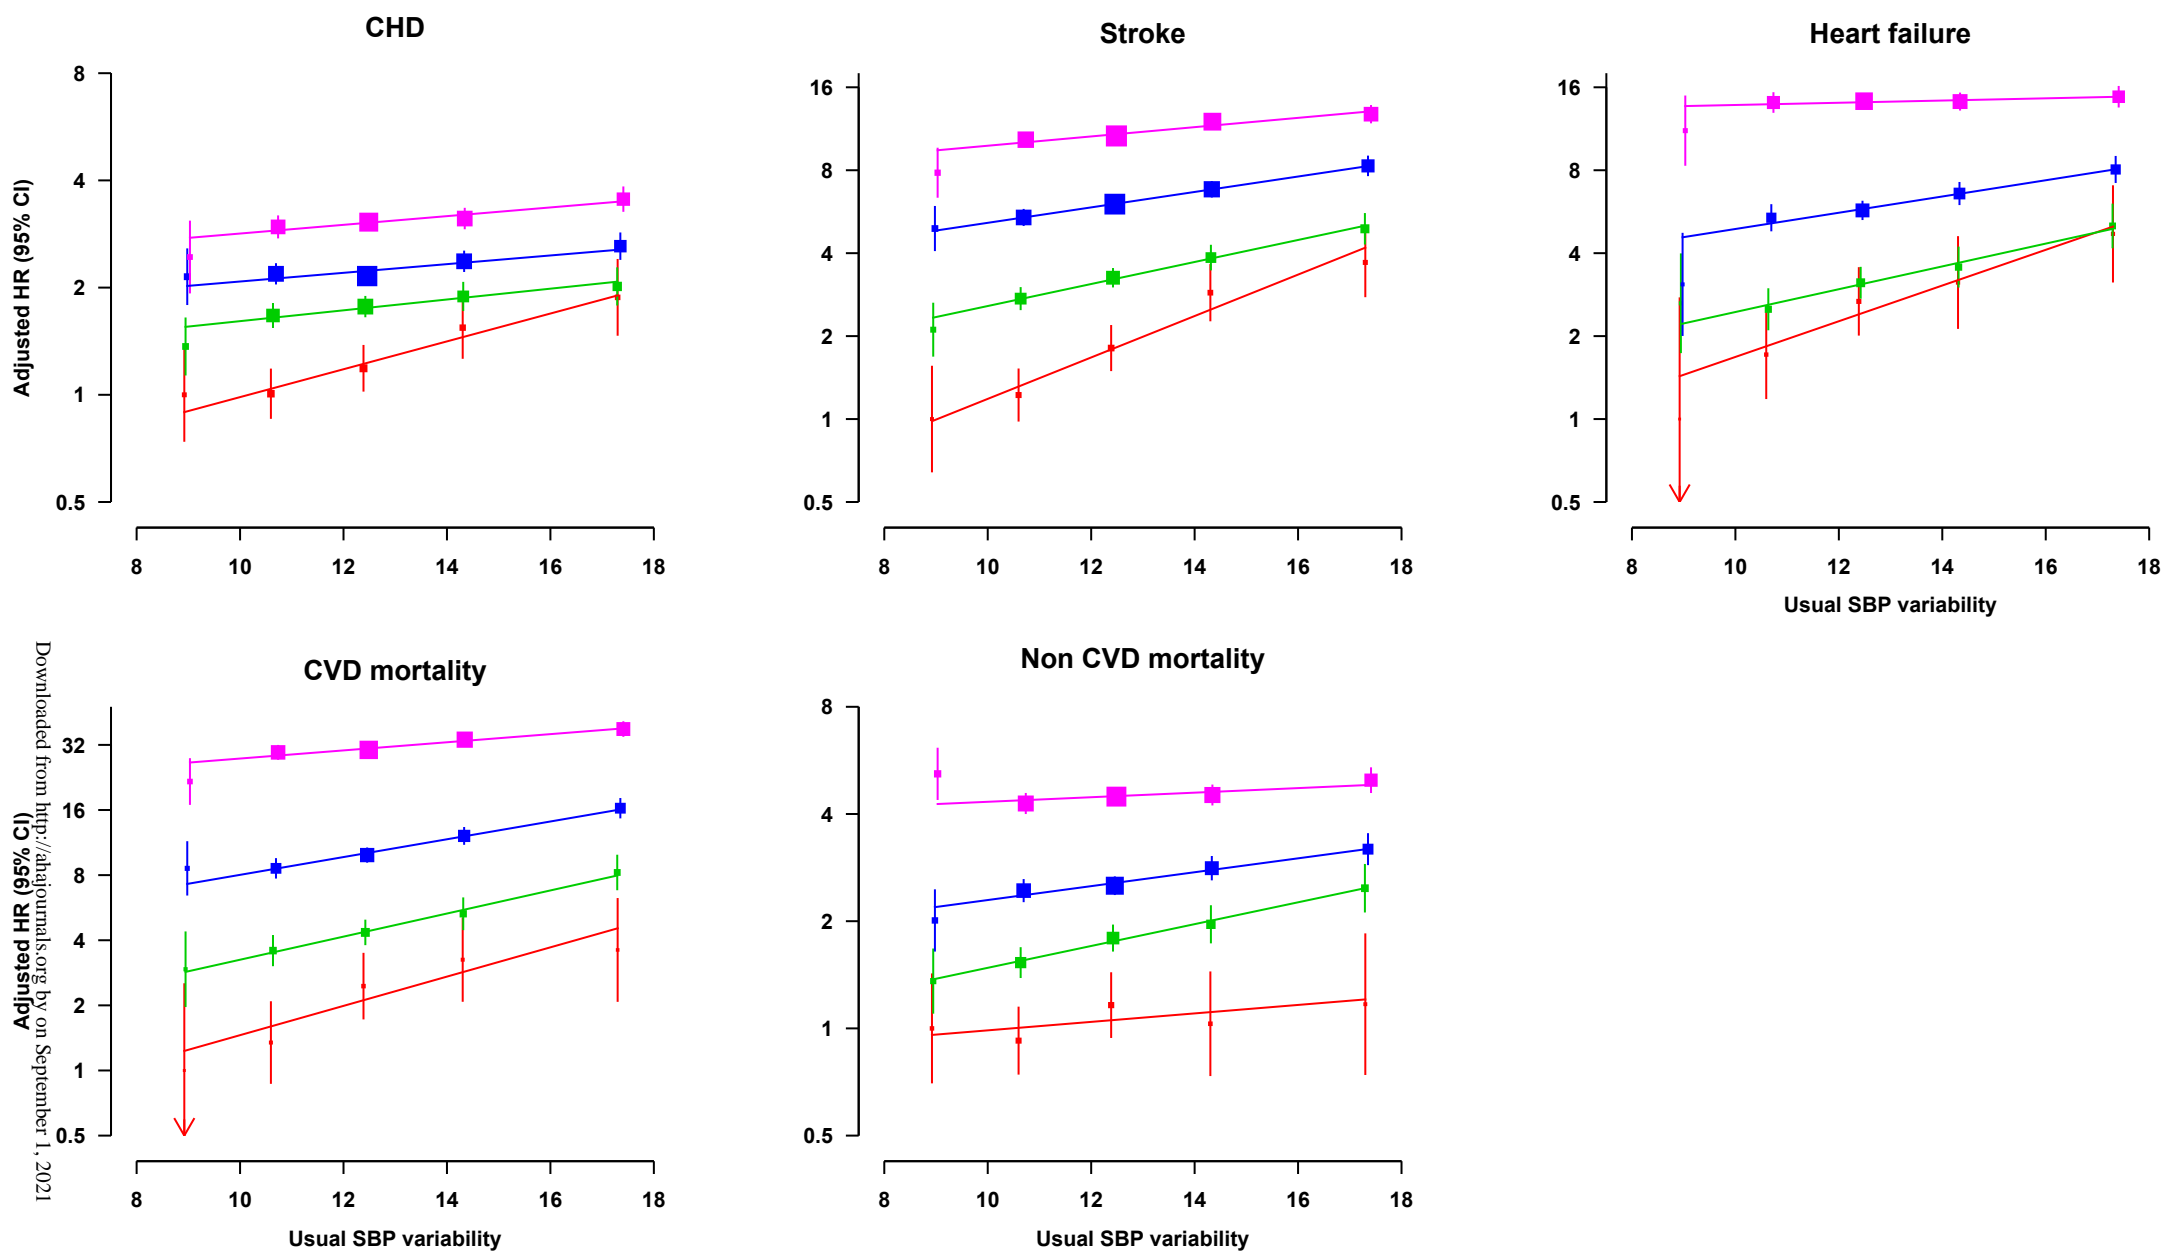 CHD
Stroke
Heart failure
Adjusted HR (95% CI)
8
4
2
1
0.5
8 10 12 14 16 18
16
8
4
2
1
0.5
8 10 12 14 16 18
16
8
4
2
1
0.5
8 10 12 14 16 18
Usual SBP variability
CVD mortality
Non CVD mortality
Adjusted HR (95% CI)
32
16
8
4
2
1
0.5
8 10 12 14 16 18
Usual SBP variability
8
4
2
1
0.5
8 10 12 14 16 18
Usual SBP variability
Downloaded from http://ahajournals.org by on September 1, 2021